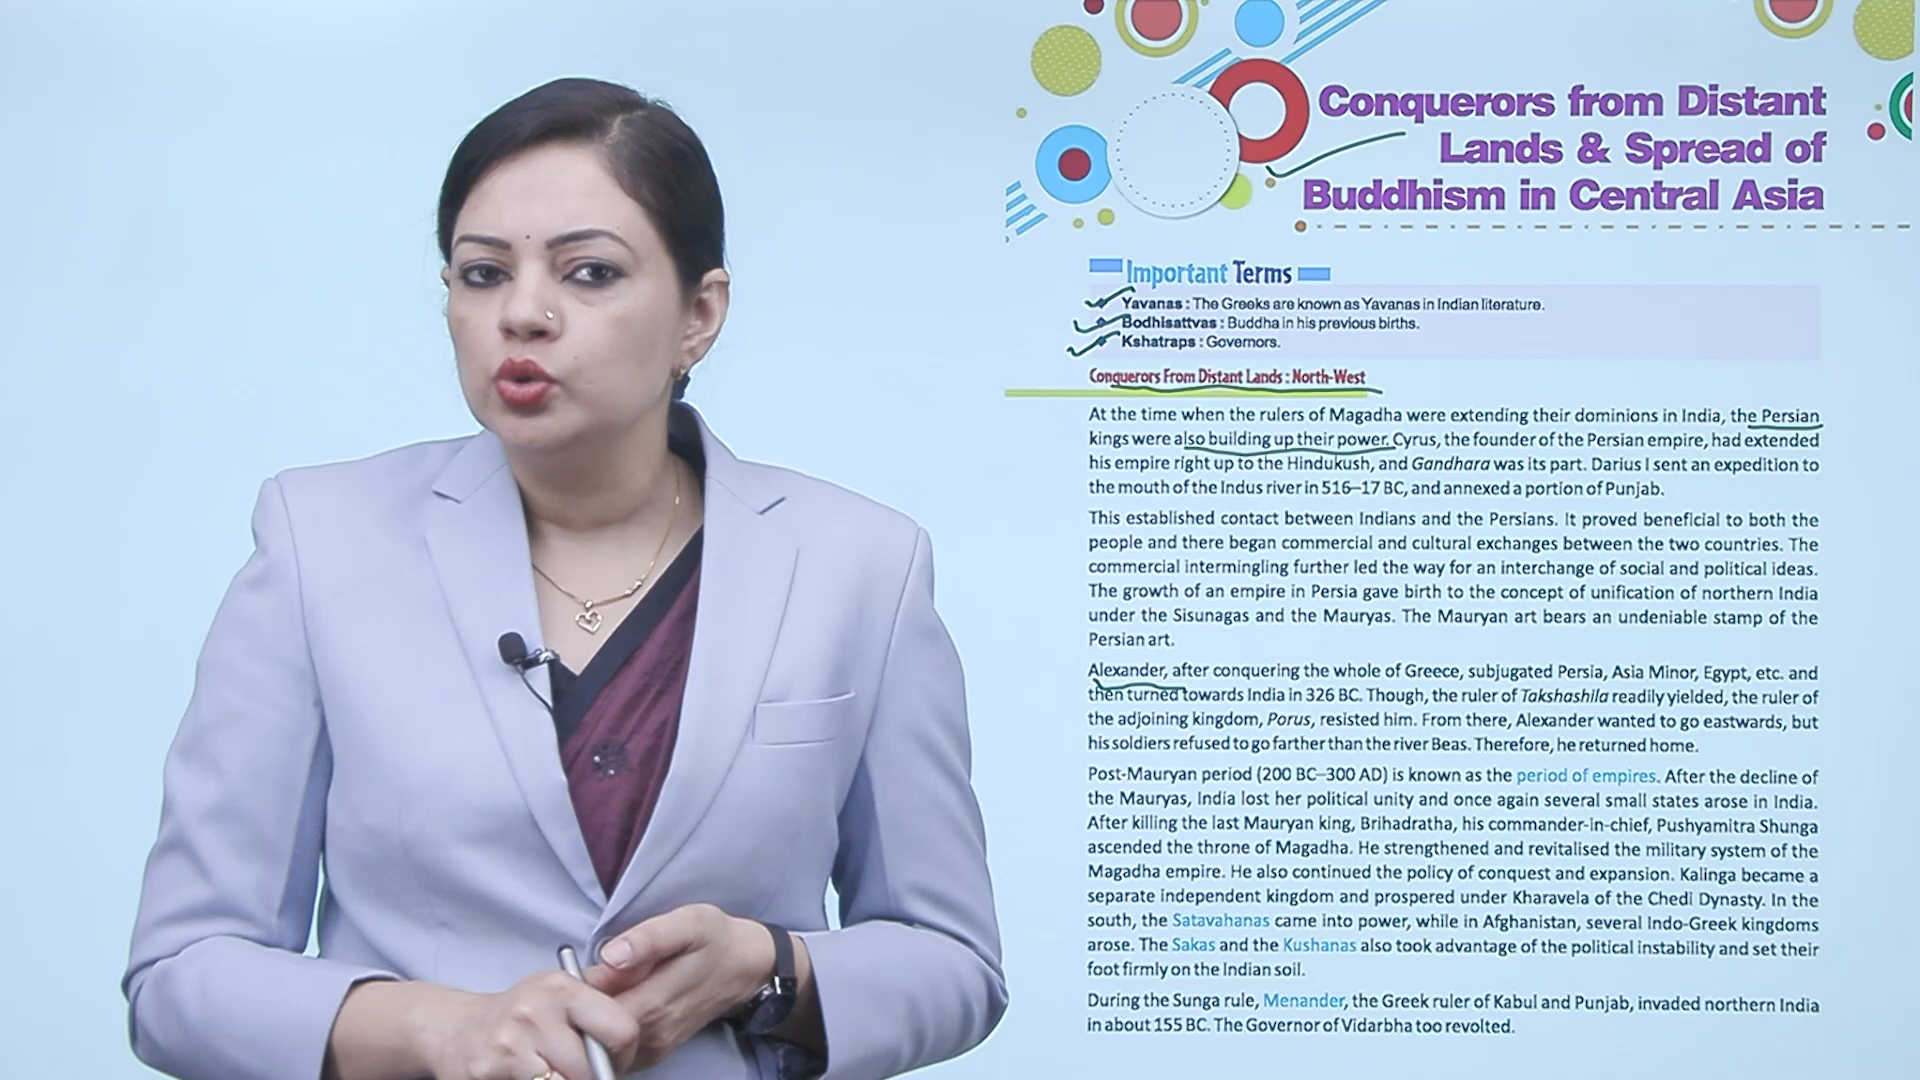 Conquerors from Distant
Lands & Spread of
Buddhism in Central Asia
Important Terms
Yavanas : The Greeks are known as Yavanas in Indian literature.
Bodhisattvas : Buddha in his previous births.
Kshatraps : Governors.
Conquerors From Distant Lands : North-West
At the time when the rulers of Magadha were extending their dominions in India, the Persian
kings were also building up their power. Cyrus, the founder of the Persian empire, had extended
his empire right up to the Hindukush, and Gandhara was its part. Darius I sent an expedition to
the mouth of the Indus river in 516–17 BC, and annexed a portion of Punjab.
This established contact between Indians and the Persians. It proved beneficial to both the
people and there began commercial and cultural exchanges between the two countries. The
commercial intermingling further led the way for an interchange of social and political ideas.
The growth of an empire in Persia gave birth to the concept of unification of northern India
under the Sisunagas and the Mauryas. The Mauryan art bears an undeniable stamp of the
Persian art.
Alexander, after conquering the whole of Greece, subjugated Persia, Asia Minor, Egypt, etc. and
then turned towards India in 326 BC. Though, the ruler of Takshashila readily yielded, the ruler of
the adjoining kingdom, Porus, resisted him. From there, Alexander wanted to go eastwards, but
his soldiers refused to go farther than the river Beas. Therefore, he returned home.
Post-Mauryan period (200 BC–300 AD) is known as the period of empires. After the decline of
the Mauryas, India lost her political unity and once again several small states arose in India.
After killing the last Mauryan king, Brihadratha, his commander-in-chief, Pushyamitra Shunga
ascended the throne of Magadha. He strengthened and revitalised the military system of the
Magadha empire. He also continued the policy of conquest and expansion. Kalinga became a
separate independent kingdom and prospered under Kharavela of the Chedi Dynasty. In the
south, the Satavahanas came into power, while in Afghanistan, several Indo-Greek kingdoms
arose. The Sakas and the Kushanas also took advantage of the political instability and set their
foot firmly on the Indian soil.
During the Sunga rule, Menander, the Greek ruler of Kabul and Punjab, invaded northern India
in about 155 BC. The Governor of Vidarbha too revolted.